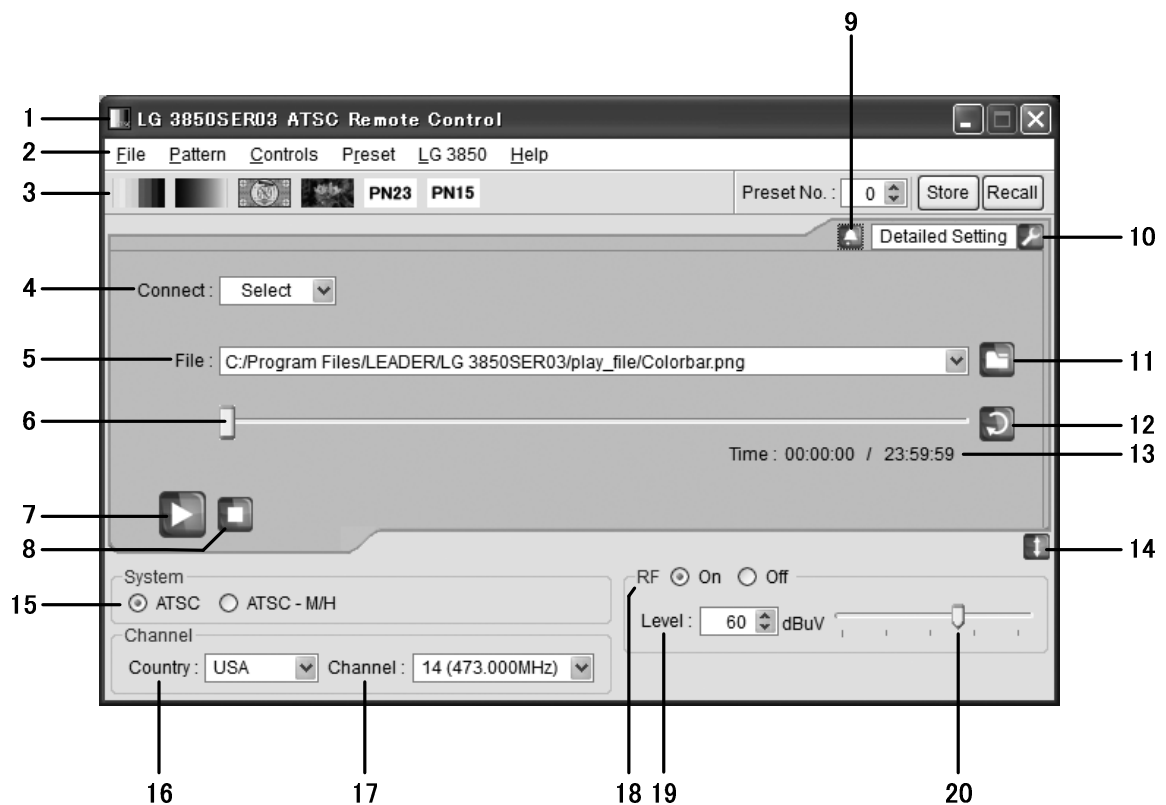 9
1 LG 3850SER03 ATSC Remote Control
2 File Pattern Controls Preset LG 3850 Help
3 PN23 PN15 Preset No. : 0 Store Recall
Detailed Setting 10
4 Connect : Select
5 File : C:/Program Files/LEADER/LG 3850SER03/play_file/Colorbar.png 11
6 12
Time : 00:00:00 / 23:59:59 13
7
8 14
System RF On Off
15 ATSC ATSC - M/H
Level : 60 dBuV
Channel
Country : USA Channel : 14 (473.000MHz)
16 17 18 19 20